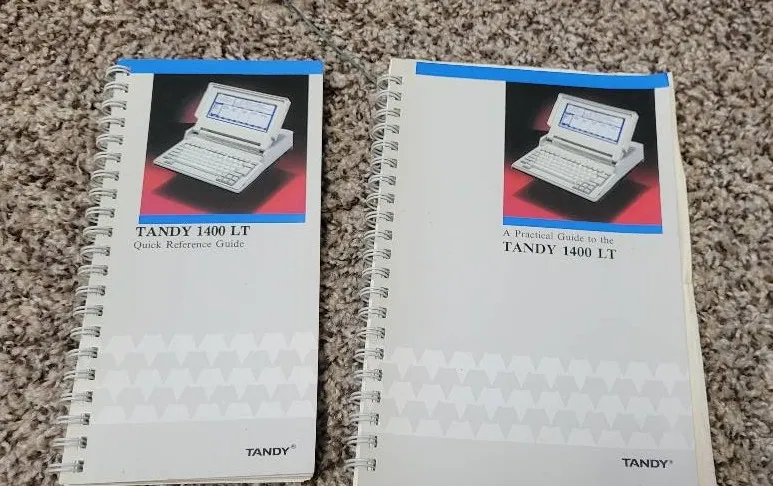 TANDY 1400 LT
Quick Reference Guide
TANDY®
A Practical Guide to the
TANDY 1400 LT
TANDY®